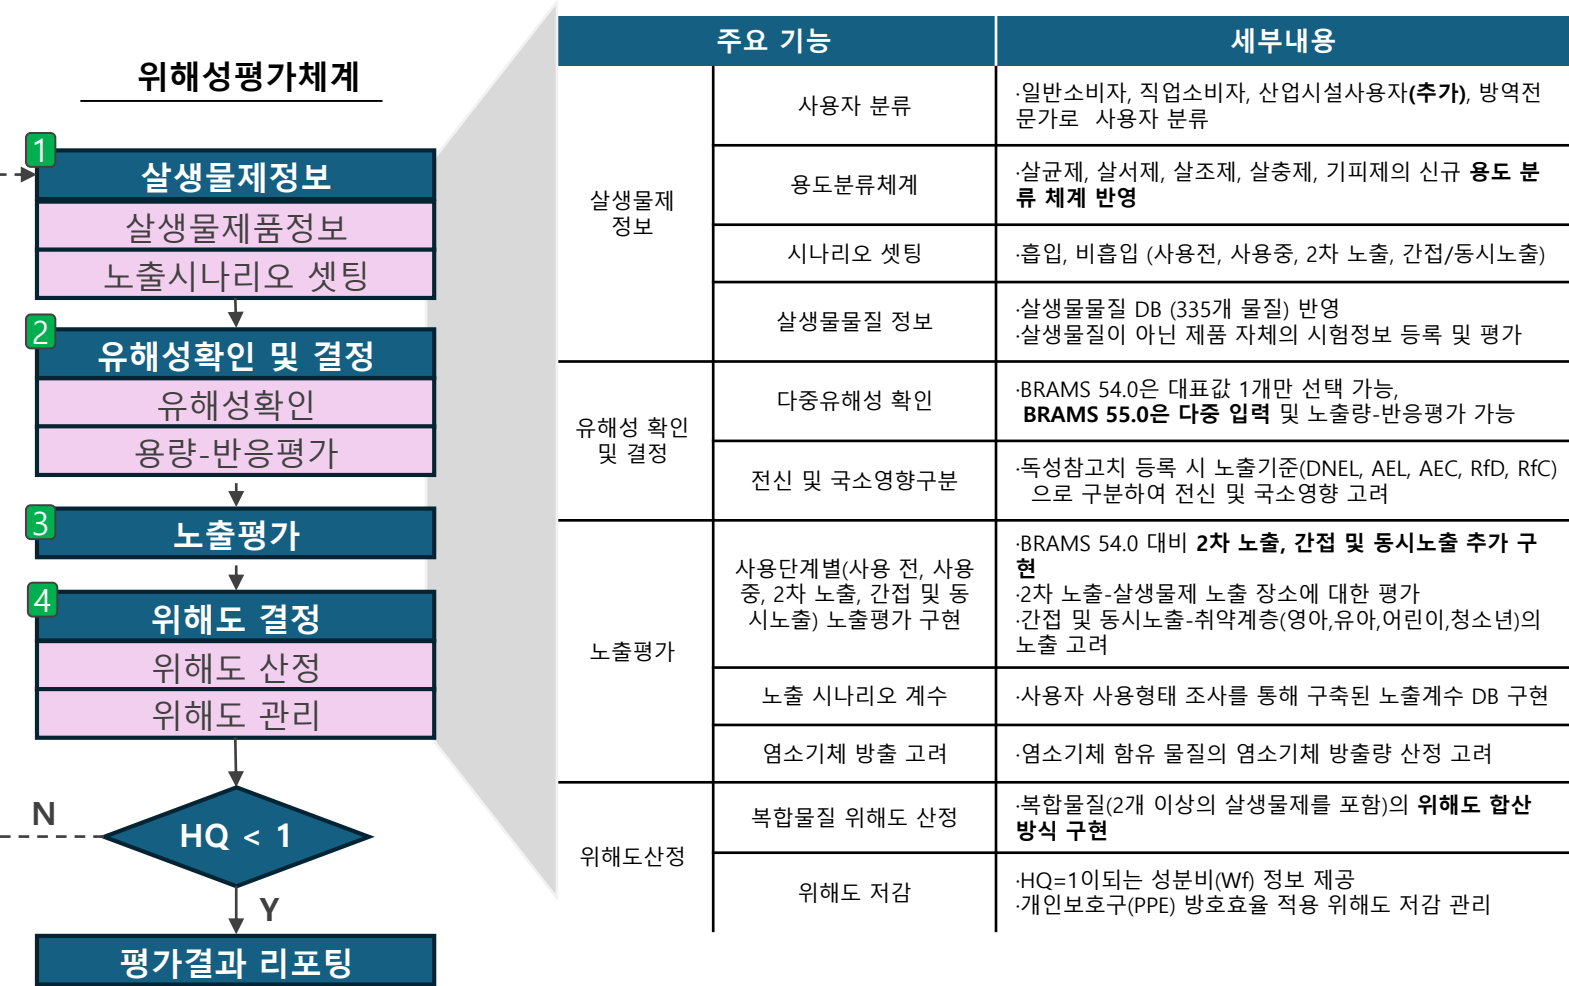 위해성평가체계
1
살생물제정보
살생물제품정보
노출시나리오 셋팅
2
유해성확인 및 결정
유해성확인
용량-반응평가
3
노출평가
4
위해도 결정
위해도 산정
위해도 관리
N
HQ < 1
Y
평가결과 리포팅
주요 기능
세부내용
살생물제
정보
사용자 분류
·일반소비자, 직업소비자, 산업시설사용자(추가), 방역전
문가로 사용자 분류
용도분류체계
·살균제, 살서제, 살조제, 살충제, 기피제의 신규 용도 분
류 체계 반영
시나리오 셋팅
·흡입, 비흡입 (사용전, 사용중, 2차 노출, 간접/동시노출)
살생물물질 정보
·살생물물질 DB (335개 물질) 반영
·살생물질이 아닌 제품 자체의 시험정보 등록 및 평가
유해성 확인
및 결정
다중유해성 확인
·BRAMS 54.0은 대표값 1개만 선택 가능,
BRAMS 55.0은 다중 입력 및 노출량-반응평가 가능
전신 및 국소영향구분
·독성참고치 등록 시 노출기준(DNEL, AEL, AEC, RfD, RfC)
으로 구분하여 전신 및 국소영향 고려
노출평가
사용단계별(사용 전, 사용
중, 2차 노출, 간접 및 동
시노출) 노출평가 구현
·BRAMS 54.0 대비 2차 노출, 간접 및 동시노출 추가 구
현
·2차 노출-살생물제 노출 장소에 대한 평가
·간접 및 동시노출-취약계층(영아,유아,어린이,청소년)의
노출 고려
노출 시나리오 계수
·사용자 사용형태 조사를 통해 구축된 노출계수 DB 구현
염소기체 방출 고려
·염소기체 함유 물질의 염소기체 방출량 산정 고려
위해도산정
복합물질 위해도 산정
·복합물질(2개 이상의 살생물제를 포함)의 위해도 합산
방식 구현
위해도 저감
·HQ=1이되는 성분비(Wf) 정보 제공
·개인보호구(PPE) 방호효율 적용 위해도 저감 관리